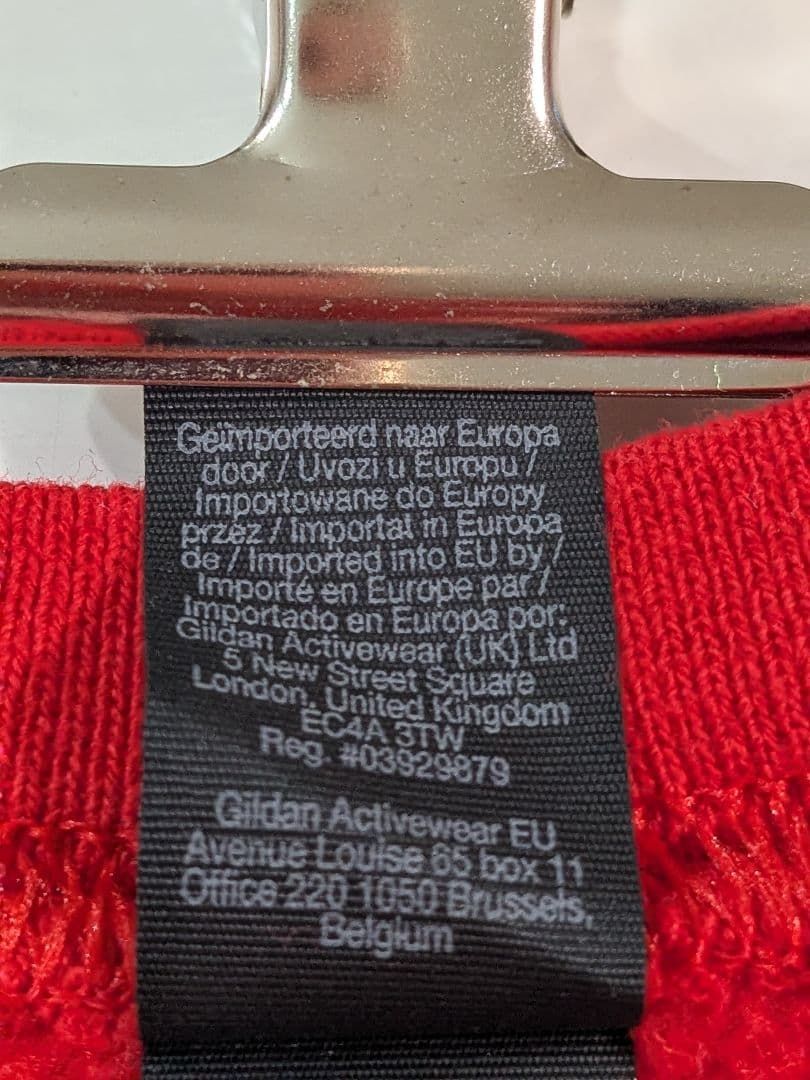 Geïmporteerd naar Europa
door / Uvozi u Europu /
Importowane do Europy
przez / Importat in Europa
de / Imported into EU by /
Importé en Europe par /
Importado en Europa por:
Gildan Activewear (UK) Ltd
5 New Street Square
London, United Kingdom
EC4A 3TW
Reg. #03929879
Gildan Activewear EU
Avenue Louise 65 box 11
Office 220 1050 Brussels,
Belgium